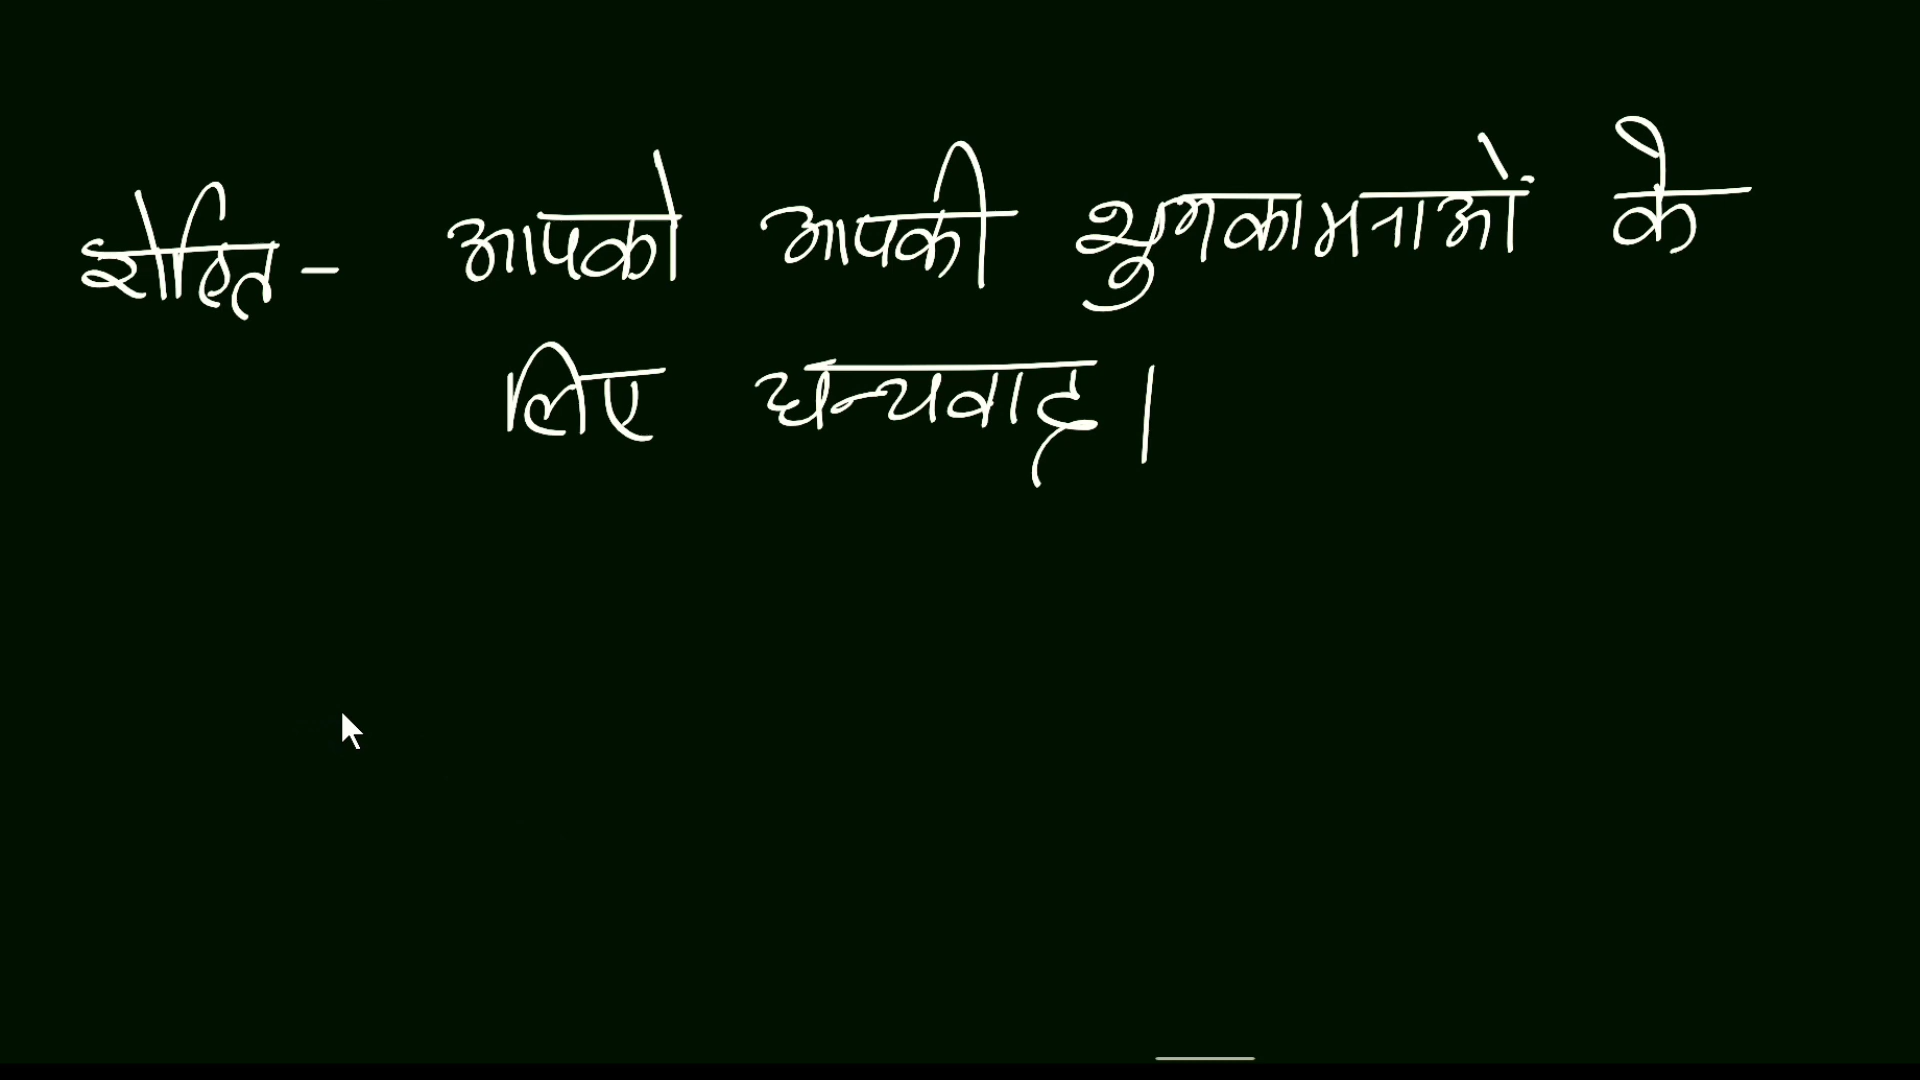 रोहित - आपको आपकी शुभकामनाओं के
लिए धन्यवाद।